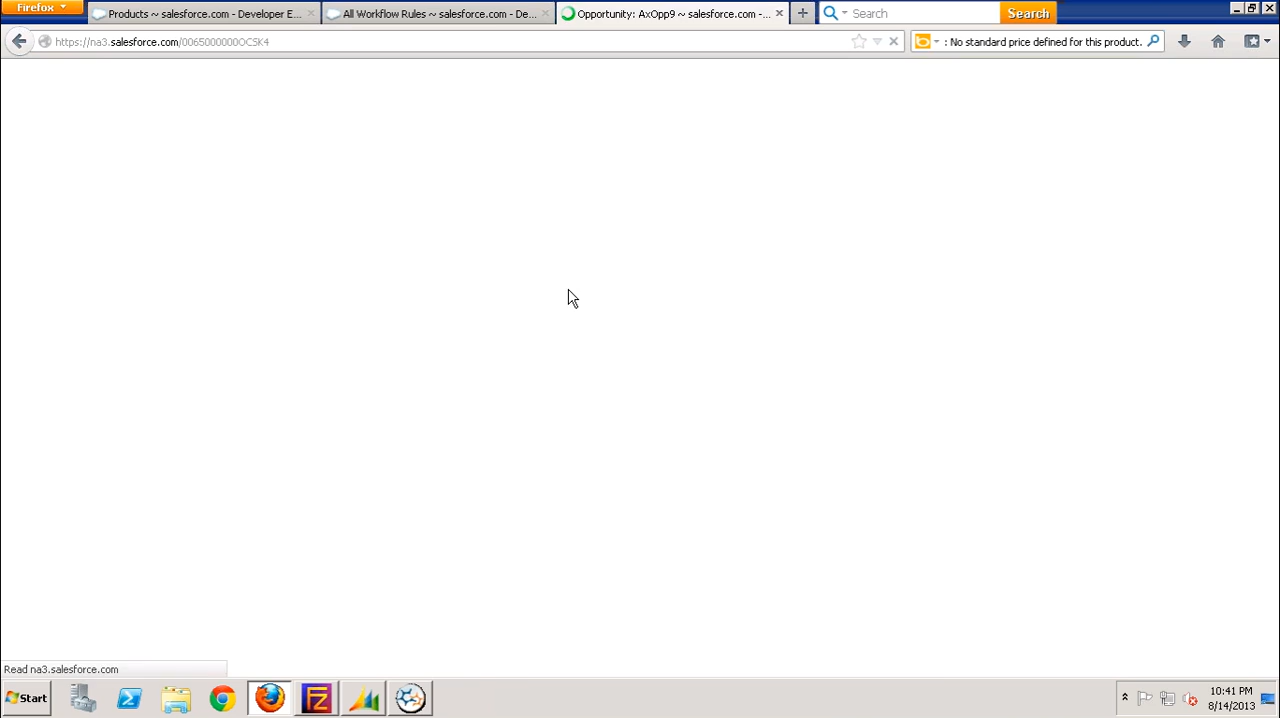 Firefox
Products ~ salesforce.com - Developer E...
All Workflow Rules ~ salesforce.com - De...
Opportunity: AxOpp9 ~ salesforce.com -...
Search
Search
https://na3.salesforce.com/0065000000OCSK4
: No standard price defined for this product.
Read na3.salesforce.com
Start
FZ
10:41 PM
8/14/2013